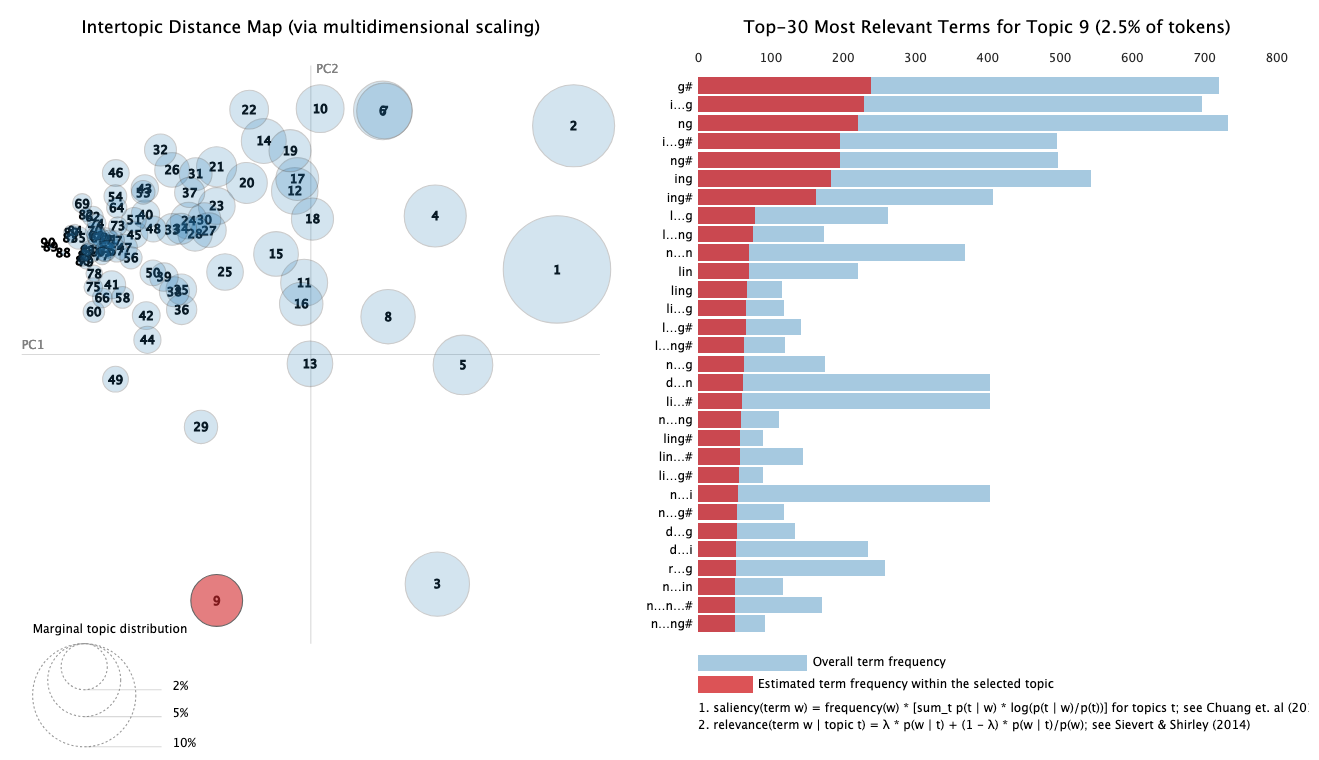 Intertopic Distance Map (via multidimensional scaling)
PC2
PC1
1
2
3
4
5
6
7
8
9
10
11
12
13
14
15
16
17
18
19
20
21
22
23
24
25
26
27
28
29
30
31
32
33
35
36
37
39
40
41
42
43
44
45
46
47
48
49
50
51
54
56
58
60
64
66
69
73
75
78
88
90
Marginal topic distribution
2%
5%
10%
Top-30 Most Relevant Terms for Topic 9 (2.5% of tokens)
0 100 200 300 400 500 600 700 800
g#
i...g
ng
i...g#
ng#
ing
ing#
l...g
l...ng
n...n
lin
ling
li...g
l...g#
l...ng#
n...g
d...n
li...#
n...ng
ling#
lin...#
li...g#
n...i
n...g#
d...g
d...i
r...g
n...in
n...n...#
n...ng#
Overall term frequency
Estimated term frequency within the selected topic
1. saliency(term w) = frequency(w) * [sum_t p(t | w) * log(p(t | w)/p(t))] for topics t; see Chuang et. al (20
2. relevance(term w | topic t) = λ * p(w | t) + (1 - λ) * p(w | t)/p(w); see Sievert & Shirley (2014)